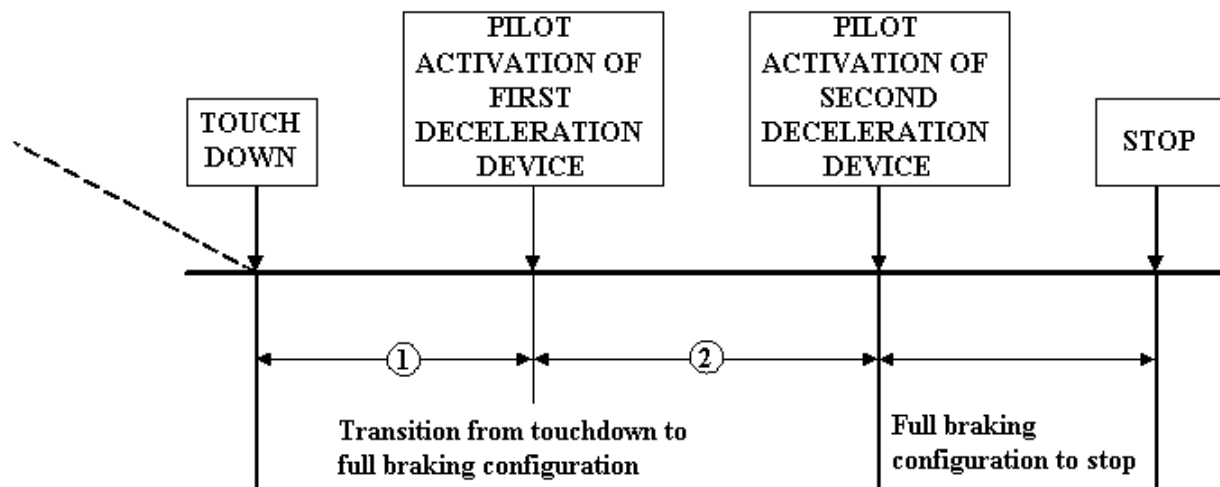 TOUCH
DOWN
PILOT
ACTIVATION OF
FIRST
DECELERATION
DEVICE
PILOT
ACTIVATION OF
SECOND
DECELERATION
DEVICE
STOP
1
2
Transition from touchdown to
full braking configuration
Full braking
configuration to stop